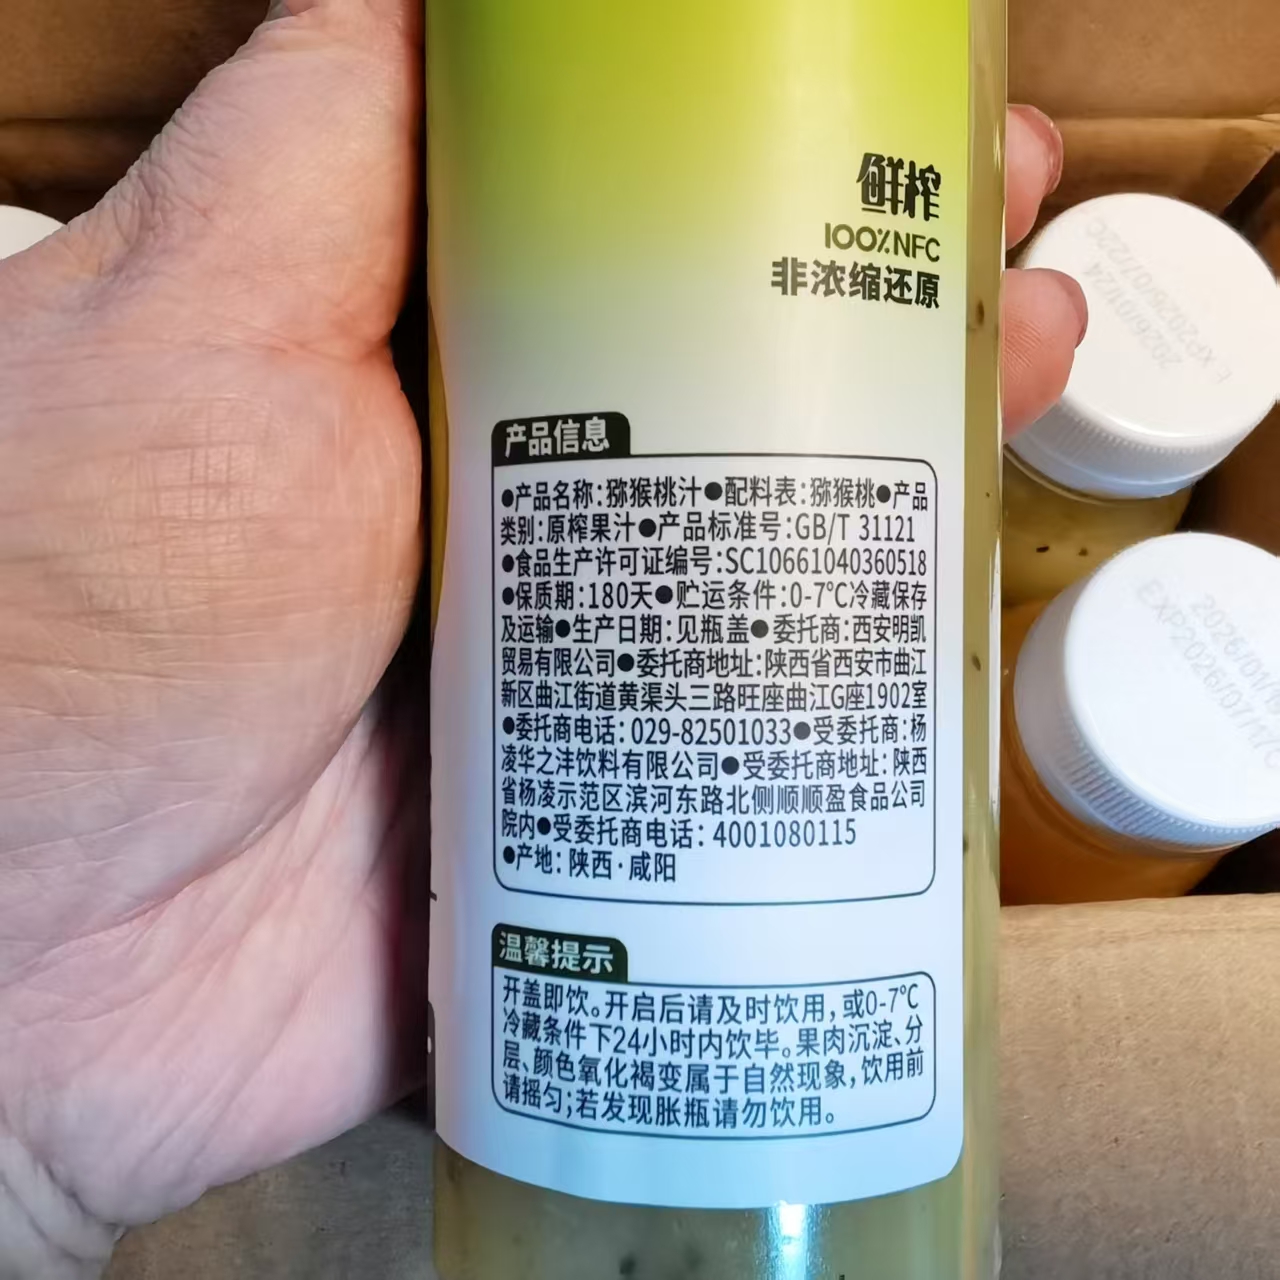 鲜榨
100%NFC
非浓缩还原
产品信息
●产品名称:猕猴桃汁●配料表:猕猴桃●产品
类别:原榨果汁●产品标准号:GB/T 31121
●食品生产许可证编号:SC10661040360518
●保质期:180天●贮运条件:0-7℃冷藏保存
及运输●生产日期:见瓶盖●委托商:西安明凯
贸易有限公司●委托商地址:陕西省西安市曲江
新区曲江街道黄渠头三路旺座曲江G座1902室
●委托商电话:029-82501033●受委托商:杨
凌华之沣饮料有限公司●受委托商地址:陕西
省杨凌示范区滨河东路北侧顺顺盈食品公司
院内●受委托商电话:4001080115
●产地:陕西·咸阳
温馨提示
开盖即饮。开启后请及时饮用,或0-7℃
冷藏条件下24小时内饮毕。果肉沉淀、分
层、颜色氧化褐变属于自然现象,饮用前
请摇匀;若发现胀瓶请勿饮用。
2026/01/24
EXP2026/07/22C